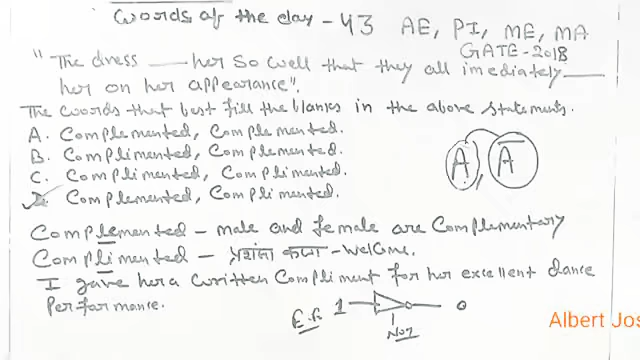 words of the day - 43 AE, PI, ME, MA
GATE-2018
"The dress ____ her so well that they all imediately ____
her on her appearance".
The words that best fill the blanks in the above statements.
A. Complemented, Complemented.
B. Complimented, Complemented.
C. Complimented, Complimented.
D. Complemented, Complimented.
A, A
Complemented - male and female are Complementary
Complimented - प्रशंसा करना - Welcome.
I gave her a written Compliment for her excellent dance
Performance.
E.g 1 0
NOT
Albert Jos